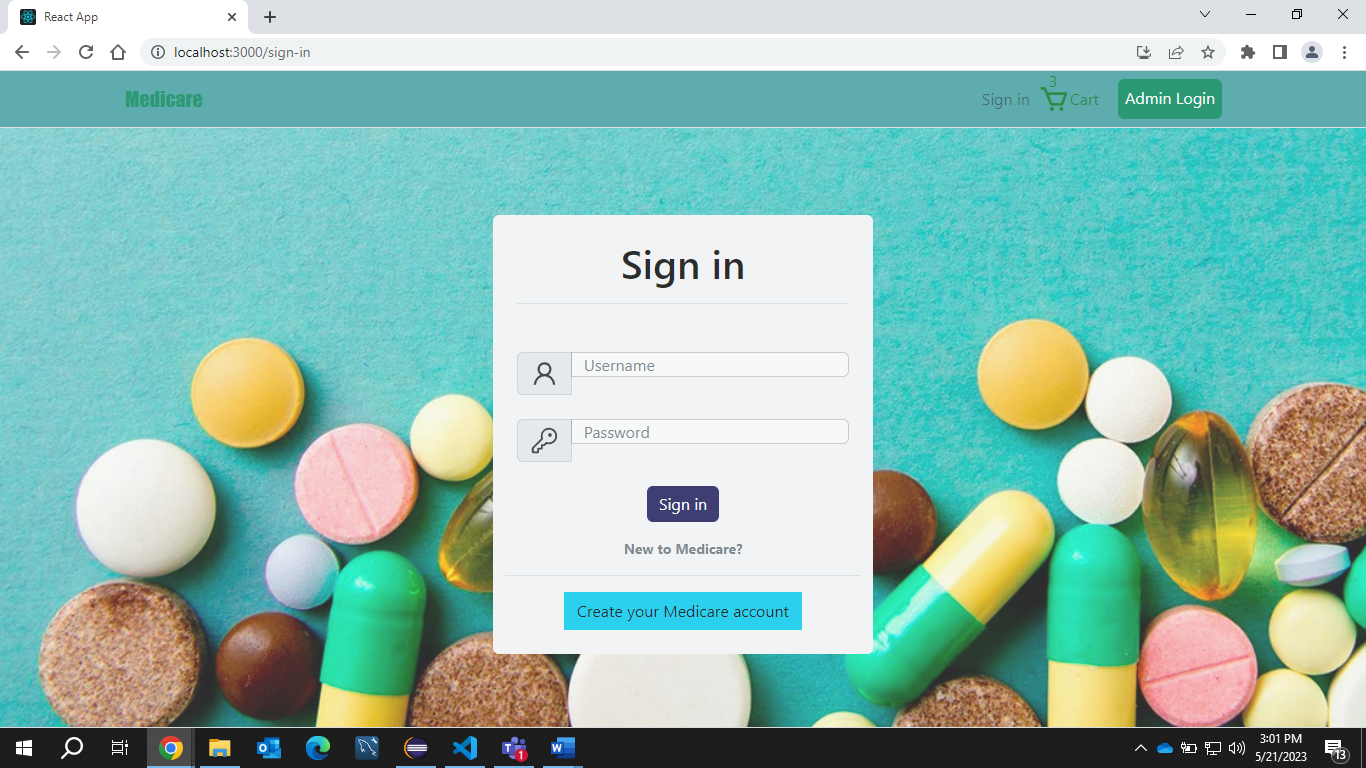 React App
localhost:3000/sign-in
Medicare
Sign in
3
Cart
Admin Login
Sign in
Username
Password
Sign in
New to Medicare?
Create your Medicare account
1
3:01 PM
5/21/2023
13